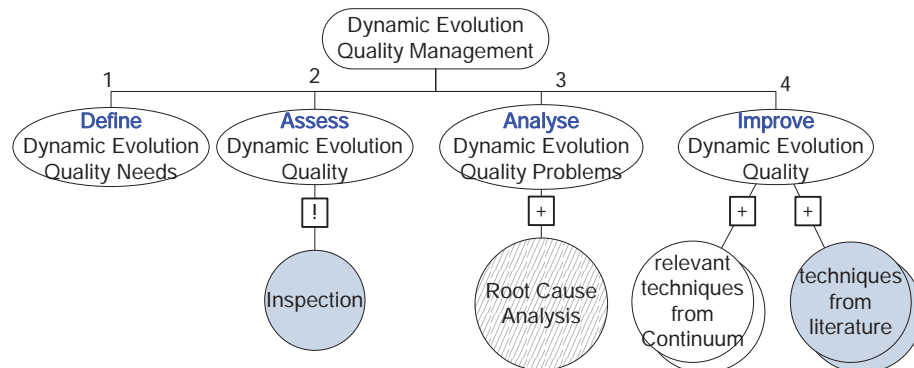 Dynamic Evolution
Quality Management
1
2
3
4
Define
Dynamic Evolution
Quality Needs
Assess
Dynamic Evolution
Quality
Analyse
Dynamic Evolution
Quality Problems
Improve
Dynamic Evolution
Quality
!
+
+
+
Inspection
Root Cause
Analysis
relevant
techniques
from
Continuum
techniques
from
literature